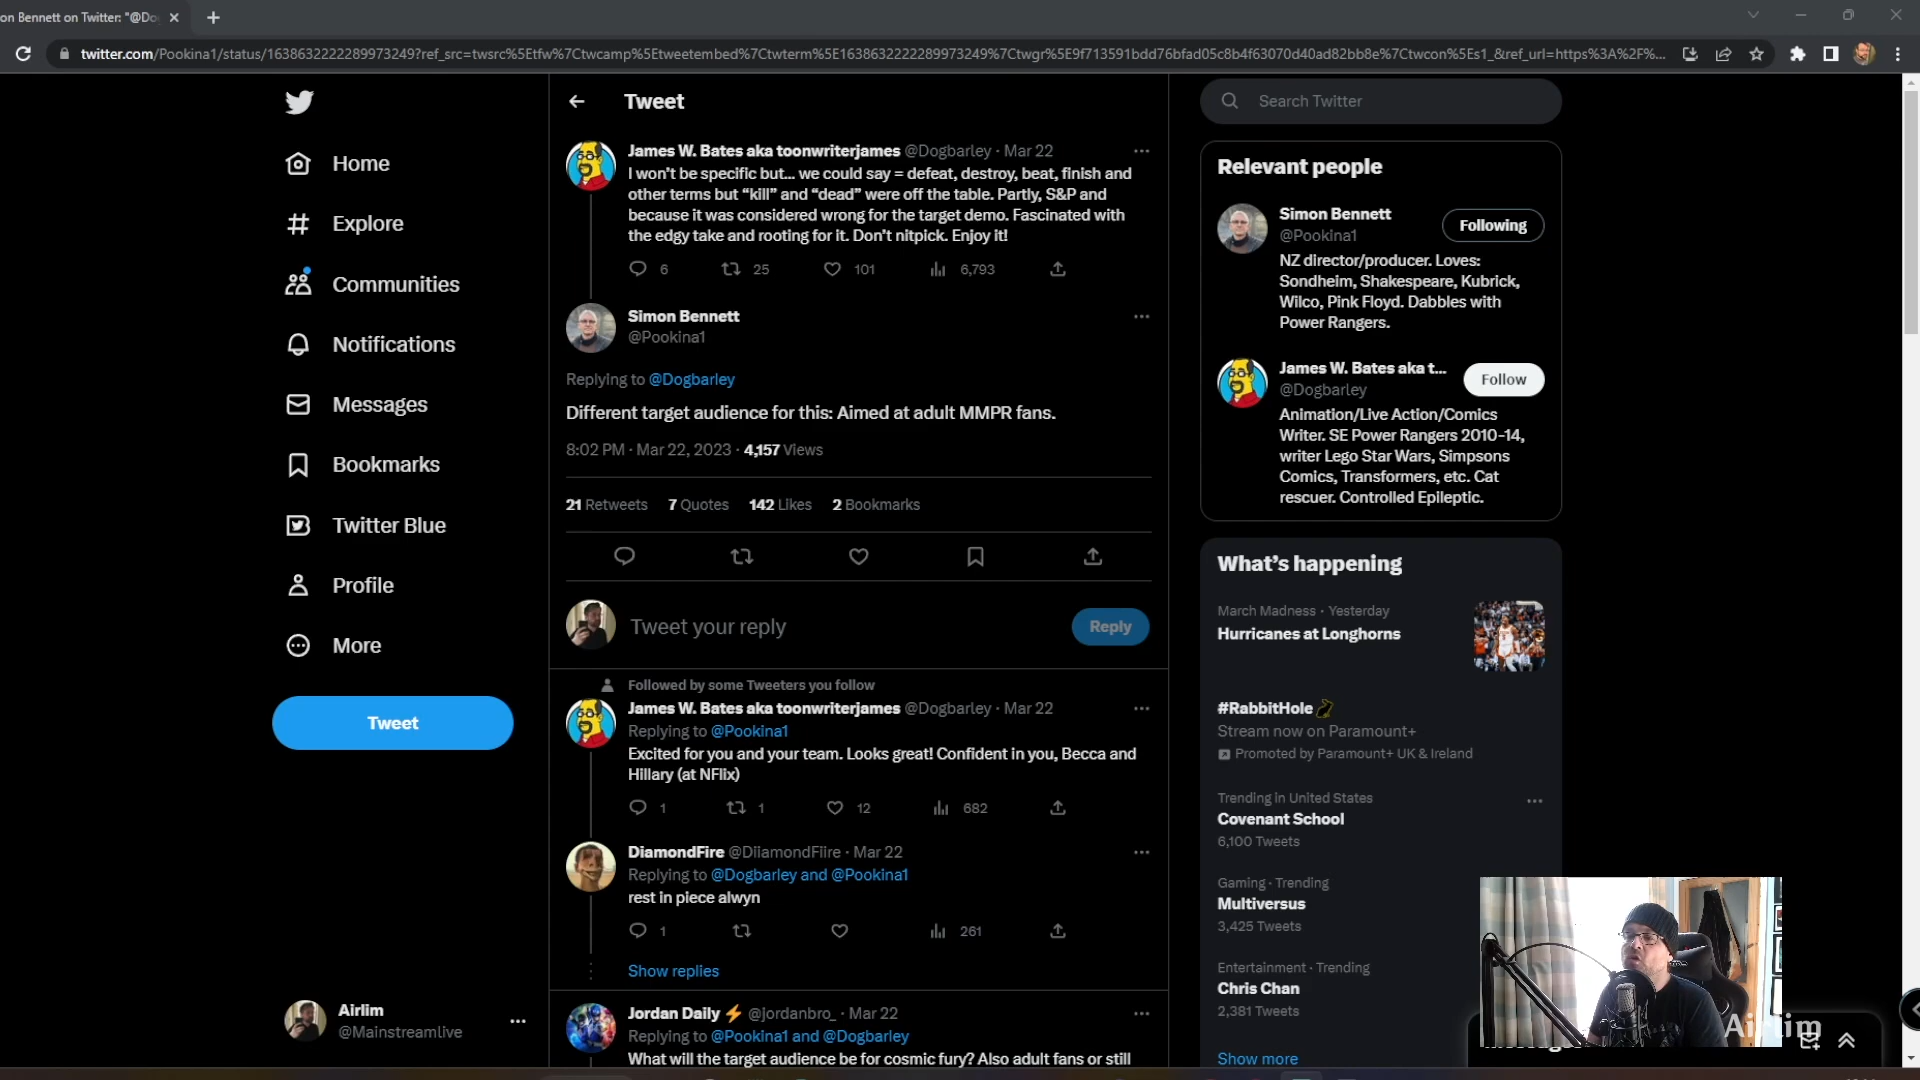 on Bennett on Twitter: "@Do
twitter.com/Pookina1/status/1638632222289973249?ref_src=twsrc%5Etfw%7Ctwcamp%5Etweetembed%7Ctwterm%5E1638632222289973249%7Ctwgr%5E9f713591bdd76bfad05c8b4f63070d40ad82bb8e%7Ctwcon%5Es1_&ref_url=https%3A%2F%...
Home
Explore
Communities
Notifications
Messages
Bookmarks
Twitter Blue
Profile
More
Tweet
Airlim
@Mainstreamlive
Tweet
James W. Bates aka toonwriterjames @Dogbarley · Mar 22
I won't be specific but... we could say = defeat, destroy, beat, finish and
other terms but “kill” and “dead” were off the table. Partly, S&P and
because it was considered wrong for the target demo. Fascinated with
the edgy take and rooting for it. Don't nitpick. Enjoy it!
6 25 101 6,793
Simon Bennett
@Pookina1
Replying to @Dogbarley
Different target audience for this: Aimed at adult MMPR fans.
8:02 PM · Mar 22, 2023 · 4,157 Views
21 Retweets 7 Quotes 142 Likes 2 Bookmarks
Tweet your reply
Reply
Followed by some Tweeters you follow
James W. Bates aka toonwriterjames @Dogbarley · Mar 22
Replying to @Pookina1
Excited for you and your team. Looks great! Confident in you, Becca and
Hillary (at NFlix)
1 1 12 682
DiamondFire @DiiamondFiire · Mar 22
Replying to @Dogbarley and @Pookina1
rest in piece alwyn
1 261
Show replies
Jordan Daily @jordanbro_ · Mar 22
Replying to @Pookina1 and @Dogbarley
What will the target audience be for cosmic fury? Also adult fans or still
Search Twitter
Relevant people
Simon Bennett
@Pookina1
Following
NZ director/producer. Loves:
Sondheim, Shakespeare, Kubrick,
Wilco, Pink Floyd. Dabbles with
Power Rangers.
James W. Bates aka t...
@Dogbarley
Follow
Animation/Live Action/Comics
Writer. SE Power Rangers 2010-14,
writer Lego Star Wars, Simpsons
Comics, Transformers, etc. Cat
rescuer. Controlled Epileptic.
What's happening
March Madness · Yesterday
Hurricanes at Longhorns
#RabbitHole
Stream now on Paramount+
Promoted by Paramount+ UK & Ireland
Trending in United States
Covenant School
6,100 Tweets
Gaming · Trending
Multiversus
3,425 Tweets
Entertainment · Trending
Chris Chan
2,381 Tweets
Show more
Airlim